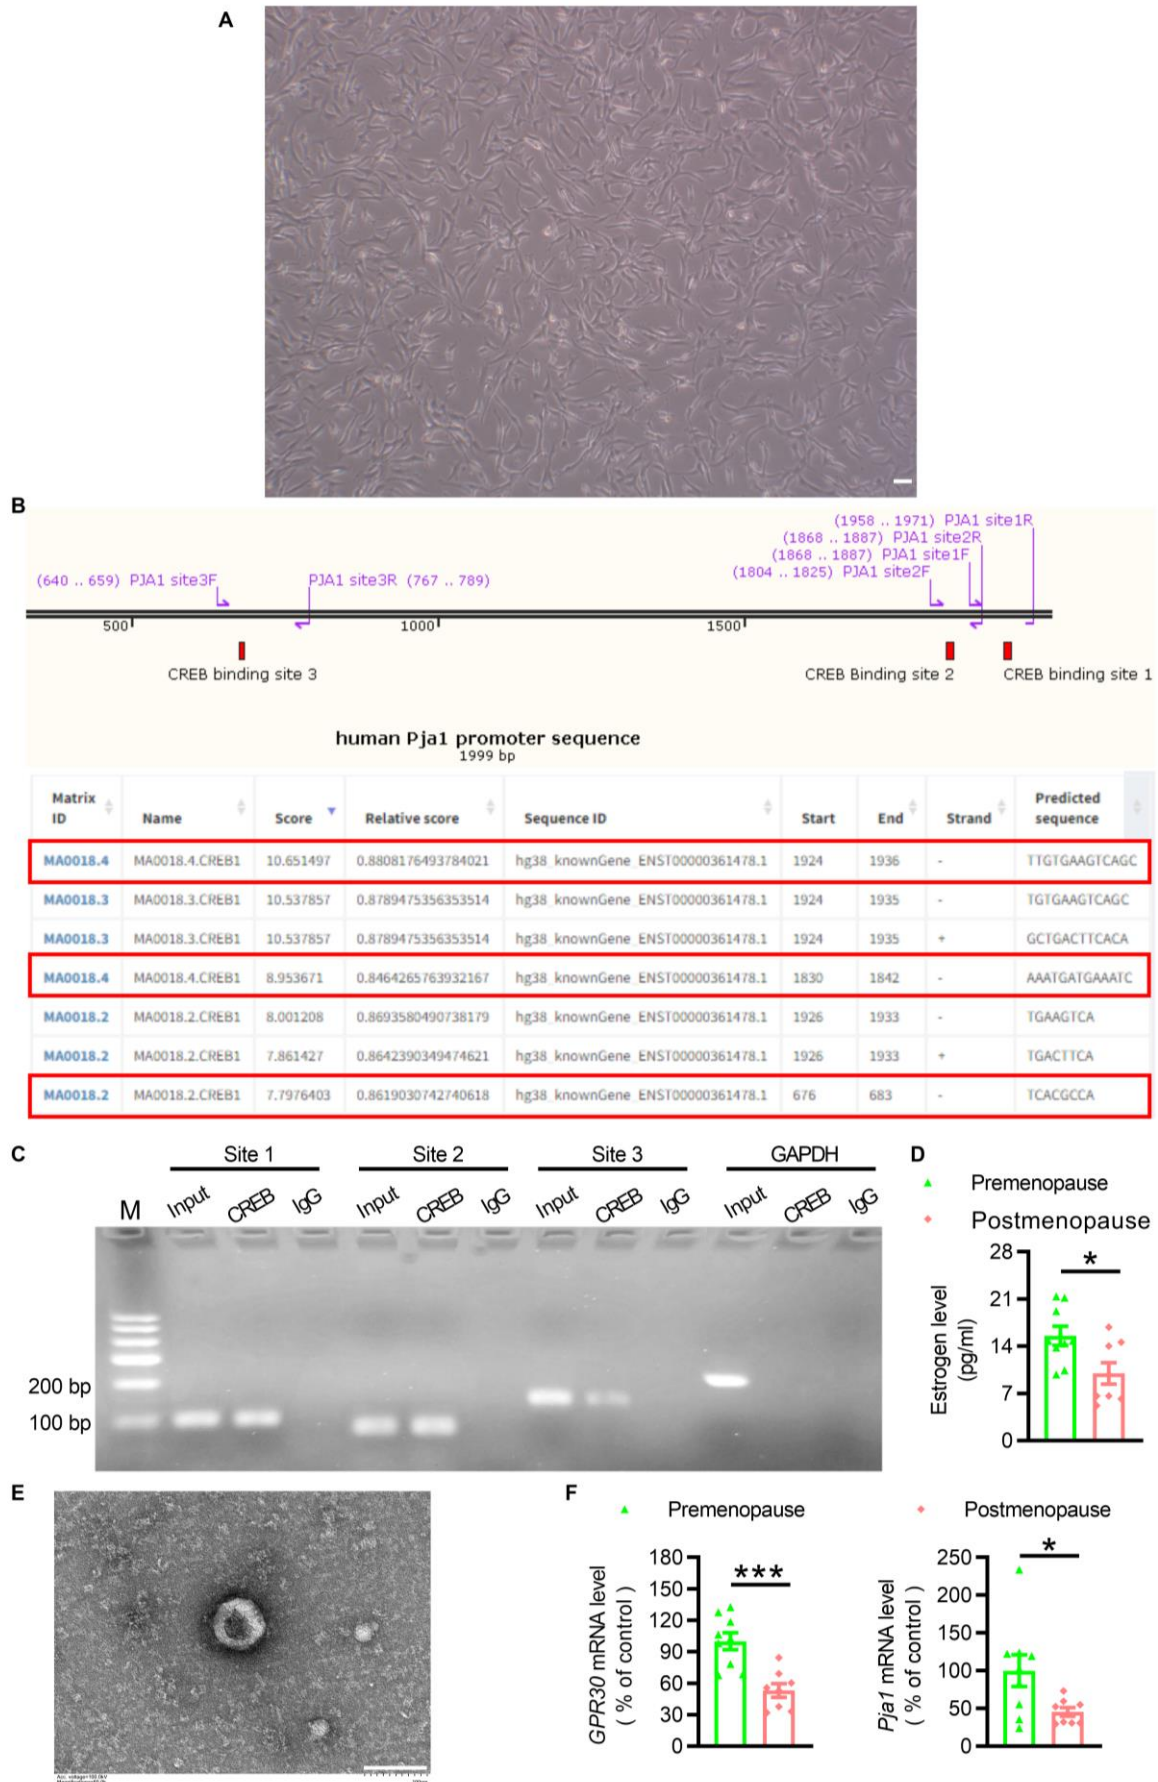 A
B
(1958 .. 1971) PJA1 site1R
(1868 .. 1887) PJA1 site2R
(1868 .. 1887) PJA1 site1F
(1804 .. 1825) PJA1 site2F
(640 .. 659) PJA1 site3F
PJA1 site3R (767 .. 789)
500
1000
1500
CREB binding site 3
CREB Binding site 2
CREB binding site 1
human Pja1 promoter sequence
1999 bp
Matrix ID Name Score Relative score Sequence ID Start End Strand Predicted sequence
MA0018.4 MA0018.4.CREB1 10.651497 0.8808176493784021 hg38_knownGene_ENST00000361478.1 1924 1936 - TTGTGAAGTCAGC
MA0018.3 MA0018.3.CREB1 10.537857 0.8789475356353514 hg38_knownGene_ENST00000361478.1 1924 1935 - TGTGAAGTCAGC
MA0018.3 MA0018.3.CREB1 10.537857 0.8789475356353514 hg38_knownGene_ENST00000361478.1 1924 1935 + GCTGACTTCACA
MA0018.4 MA0018.4.CREB1 8.953671 0.8464265763932167 hg38_knownGene_ENST00000361478.1 1830 1842 - AAATGATGAAATC
MA0018.2 MA0018.2.CREB1 8.001208 0.8693580490738179 hg38_knownGene_ENST00000361478.1 1926 1933 - TGAAGTCA
MA0018.2 MA0018.2.CREB1 7.861427 0.8642390349474621 hg38_knownGene_ENST00000361478.1 1926 1933 + TGACTTCA
MA0018.2 MA0018.2.CREB1 7.7976403 0.8619030742740618 hg38_knownGene_ENST00000361478.1 676 683 - TCACGCCA
C
Site 1 Site 2 Site 3 GAPDH
M Input CREB IgG Input CREB IgG Input CREB IgG Input CREB IgG
200 bp
100 bp
D
Premenopause
Postmenopause
Estrogen level
(pg/ml)
28
21
14
7
0
*
E
F
Premenopause
Postmenopause
GPR30 mRNA level
( % of control )
180
150
120
90
60
30
0
***
Pja1 mRNA level
( % of control )
250
200
150
100
50
0
*